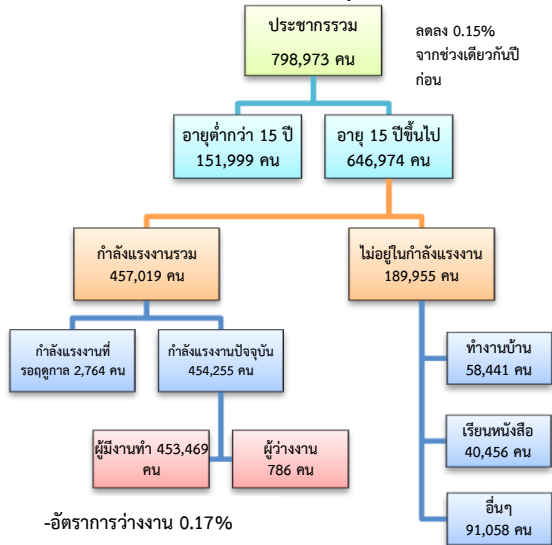 ประชากรรวม
798,973 คน
ลดลง 0.15%
จากช่วงเดียวกันปี
ก่อน
อายุต่ำกว่า 15 ปี
151,999 คน
อายุ 15 ปีขึ้นไป
646,974 คน
กำลังแรงงานรวม
457,019 คน
ไม่อยู่ในกำลังแรงงาน
189,955 คน
กำลังแรงงานที่
รอฤดูกาล 2,764 คน
กำลังแรงงานปัจจุบัน
454,255 คน
ทำงานบ้าน
58,441 คน
ผู้มีงานทำ 453,469
คน
ผู้ว่างงาน
786 คน
เรียนหนังสือ
40,456 คน
อื่นๆ
91,058 คน
-อัตราการว่างงาน 0.17%